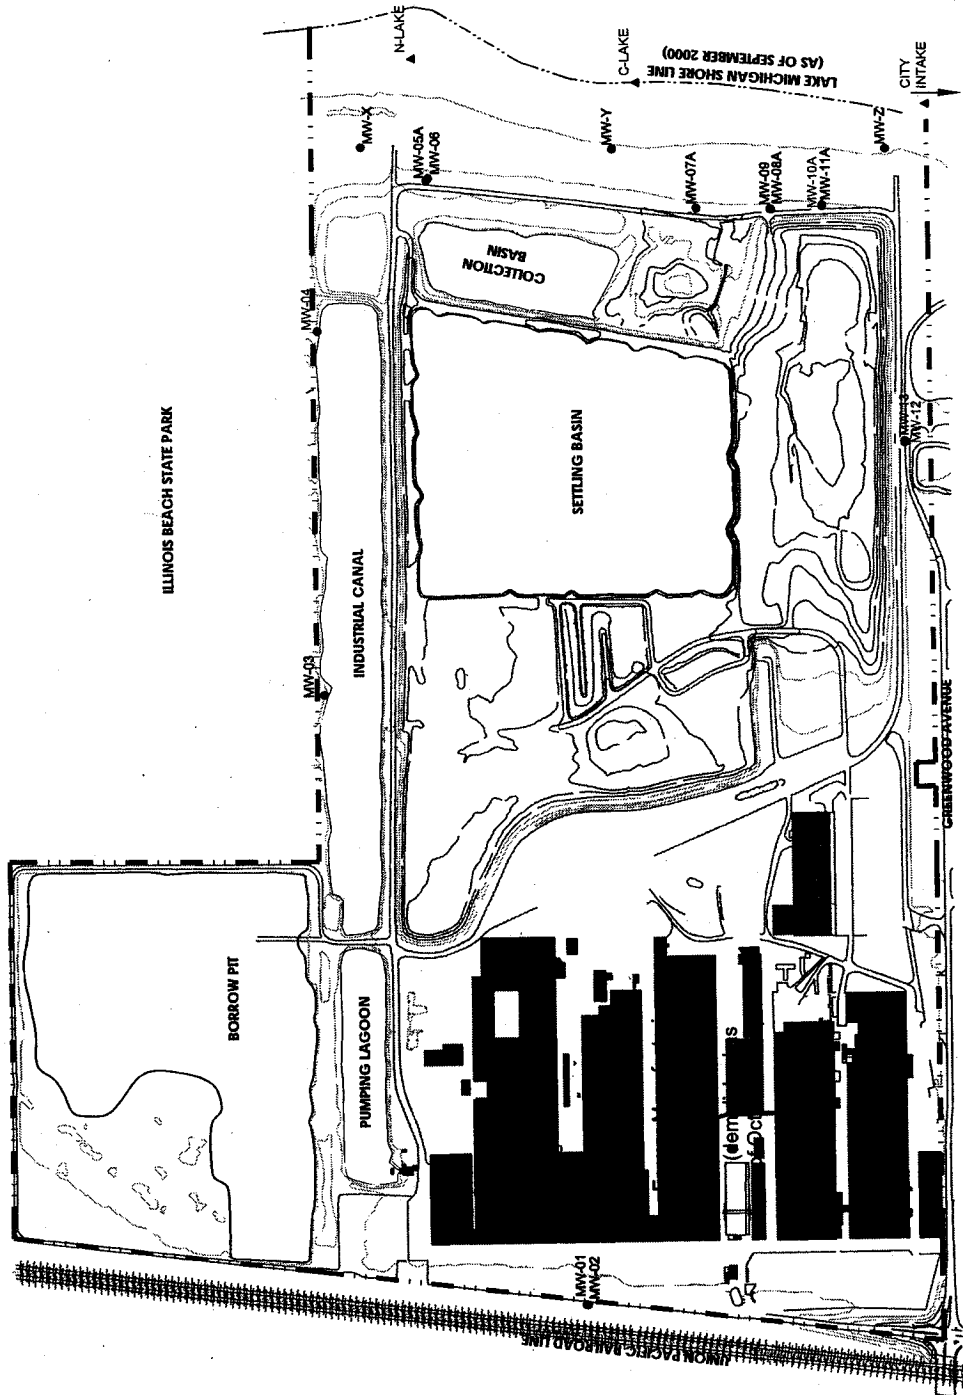 N-LAKE
C-LAKE
LAKE MICHIGAN SHORE LINE
(AS OF SEPTEMBER 2000)
CITY
INTAKE
MW-X
MW-05A
MW-06
MW-Y
MW-07A
MW-09
MW-08A
MW-10A
MW-11A
MW-Z
COLLECTION
BASIN
MW-04
ILLINOIS BEACH STATE PARK
SETTLING BASIN
MW-13
MW-12
INDUSTRIAL CANAL
MW-03
GREENWOOD AVENUE
BORROW PIT
PUMPING LAGOON
MW-01
MW-02
04
UNION PACIFIC RAILROAD LINE